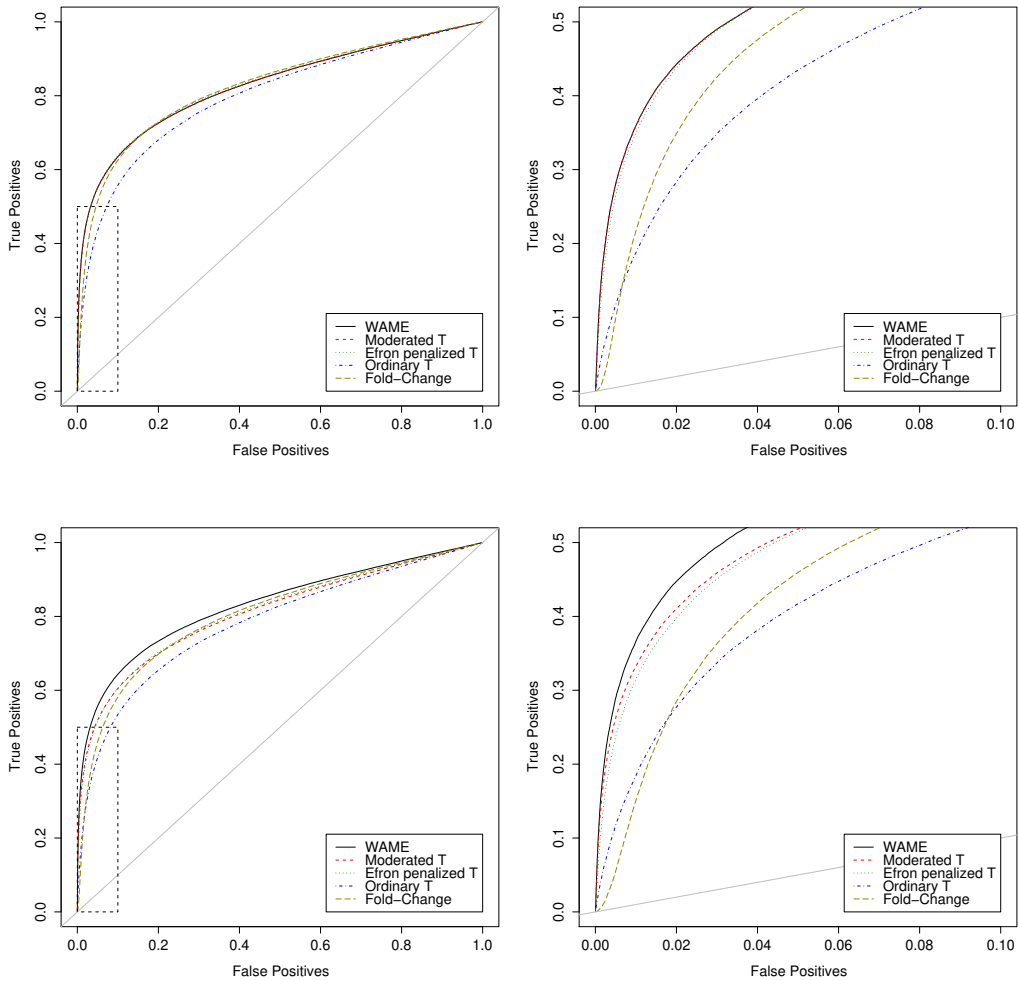 1.0
0.8
0.6
0.4
0.2
0.0
True Positives
0.0 0.2 0.4 0.6 0.8 1.0
False Positives
WAME
Moderated T
Efron penalized T
Ordinary T
Fold−Change
0.5
0.4
0.3
0.2
0.1
0.0
True Positives
0.00 0.02 0.04 0.06 0.08 0.10
False Positives
WAME
Moderated T
Efron penalized T
Ordinary T
Fold−Change
1.0
0.8
0.6
0.4
0.2
0.0
True Positives
0.0 0.2 0.4 0.6 0.8 1.0
False Positives
WAME
Moderated T
Efron penalized T
Ordinary T
Fold−Change
0.5
0.4
0.3
0.2
0.1
0.0
True Positives
0.00 0.02 0.04 0.06 0.08 0.10
False Positives
WAME
Moderated T
Efron penalized T
Ordinary T
Fold−Change